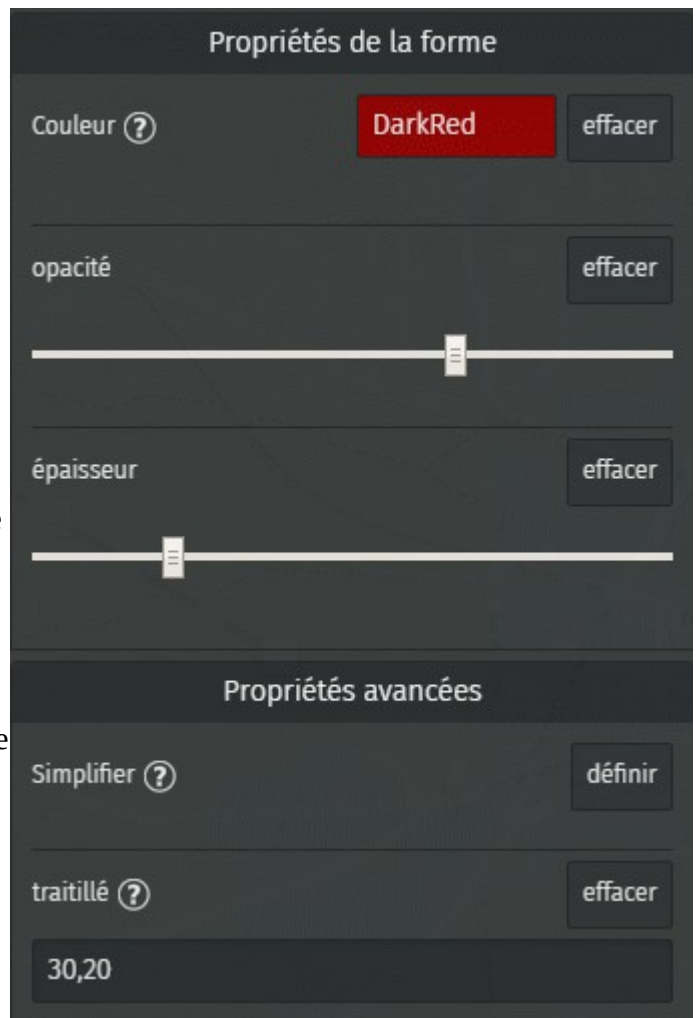 Propriétés de la forme
Couleur ? DarkRed effacer
opacité effacer
épaisseur effacer
Propriétés avancées
Simplifier ? définir
traitillé ? effacer
30,20